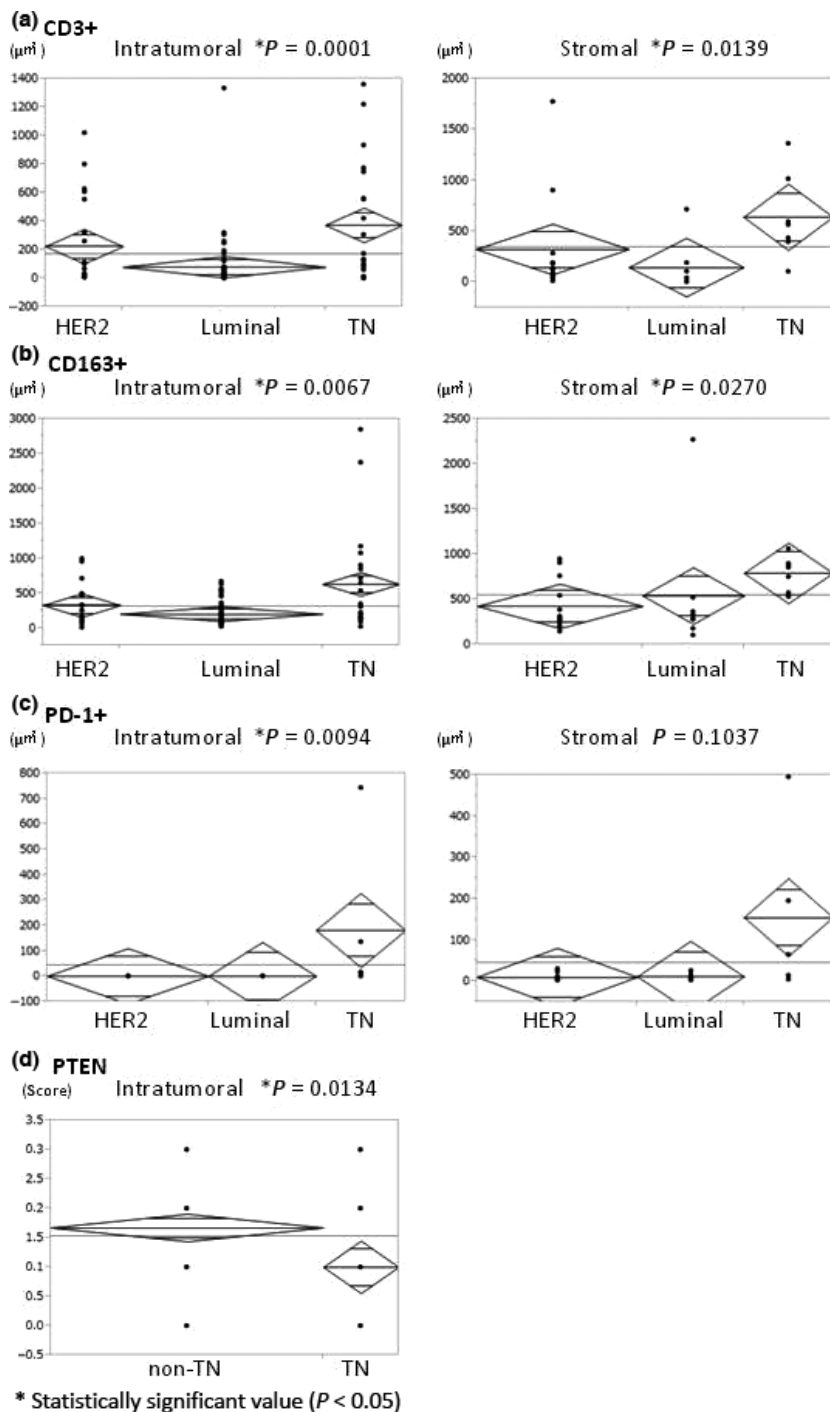 (a) CD3+
(µm²) Intratumoral *P = 0.0001
1400
1200
1000
800
600
400
200
0
−200
HER2 Luminal TN
(µm²) Stromal *P = 0.0139
2000
1500
1000
500
0
HER2 Luminal TN
(b) CD163+
(µm²) Intratumoral *P = 0.0067
3000
2500
2000
1500
1000
500
0
HER2 Luminal TN
(µm²) Stromal *P = 0.0270
2500
2000
1500
1000
500
0
HER2 Luminal TN
(c) PD-1+
(µm²) Intratumoral *P = 0.0094
800
700
600
500
400
300
200
100
0
−100
HER2 Luminal TN
(µm²) Stromal P = 0.1037
500
400
300
200
100
0
HER2 Luminal TN
(d) PTEN
(Score) Intratumoral *P = 0.0134
3.5
0.3
2.5
0.2
1.5
0.1
0.5
0.0
−0.5
non-TN TN
* Statistically significant value (P < 0.05)